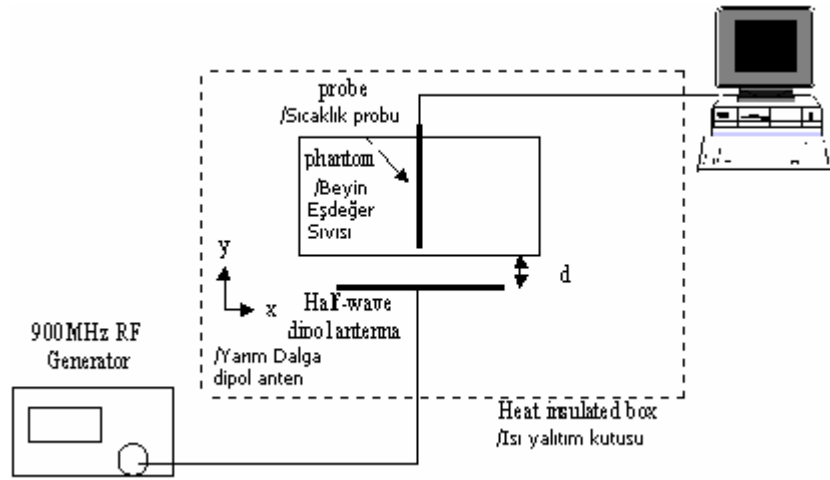 probe
/Sıcaklık probu
phantom
/Beyin
Eşdeğer
Sıvısı
y
x
d
Half-wave
dipol antenna
/Yarım Dalga
dipol anten
900MHz RF
Generator
Heat insulated box
/Isı yalıtım kutusu